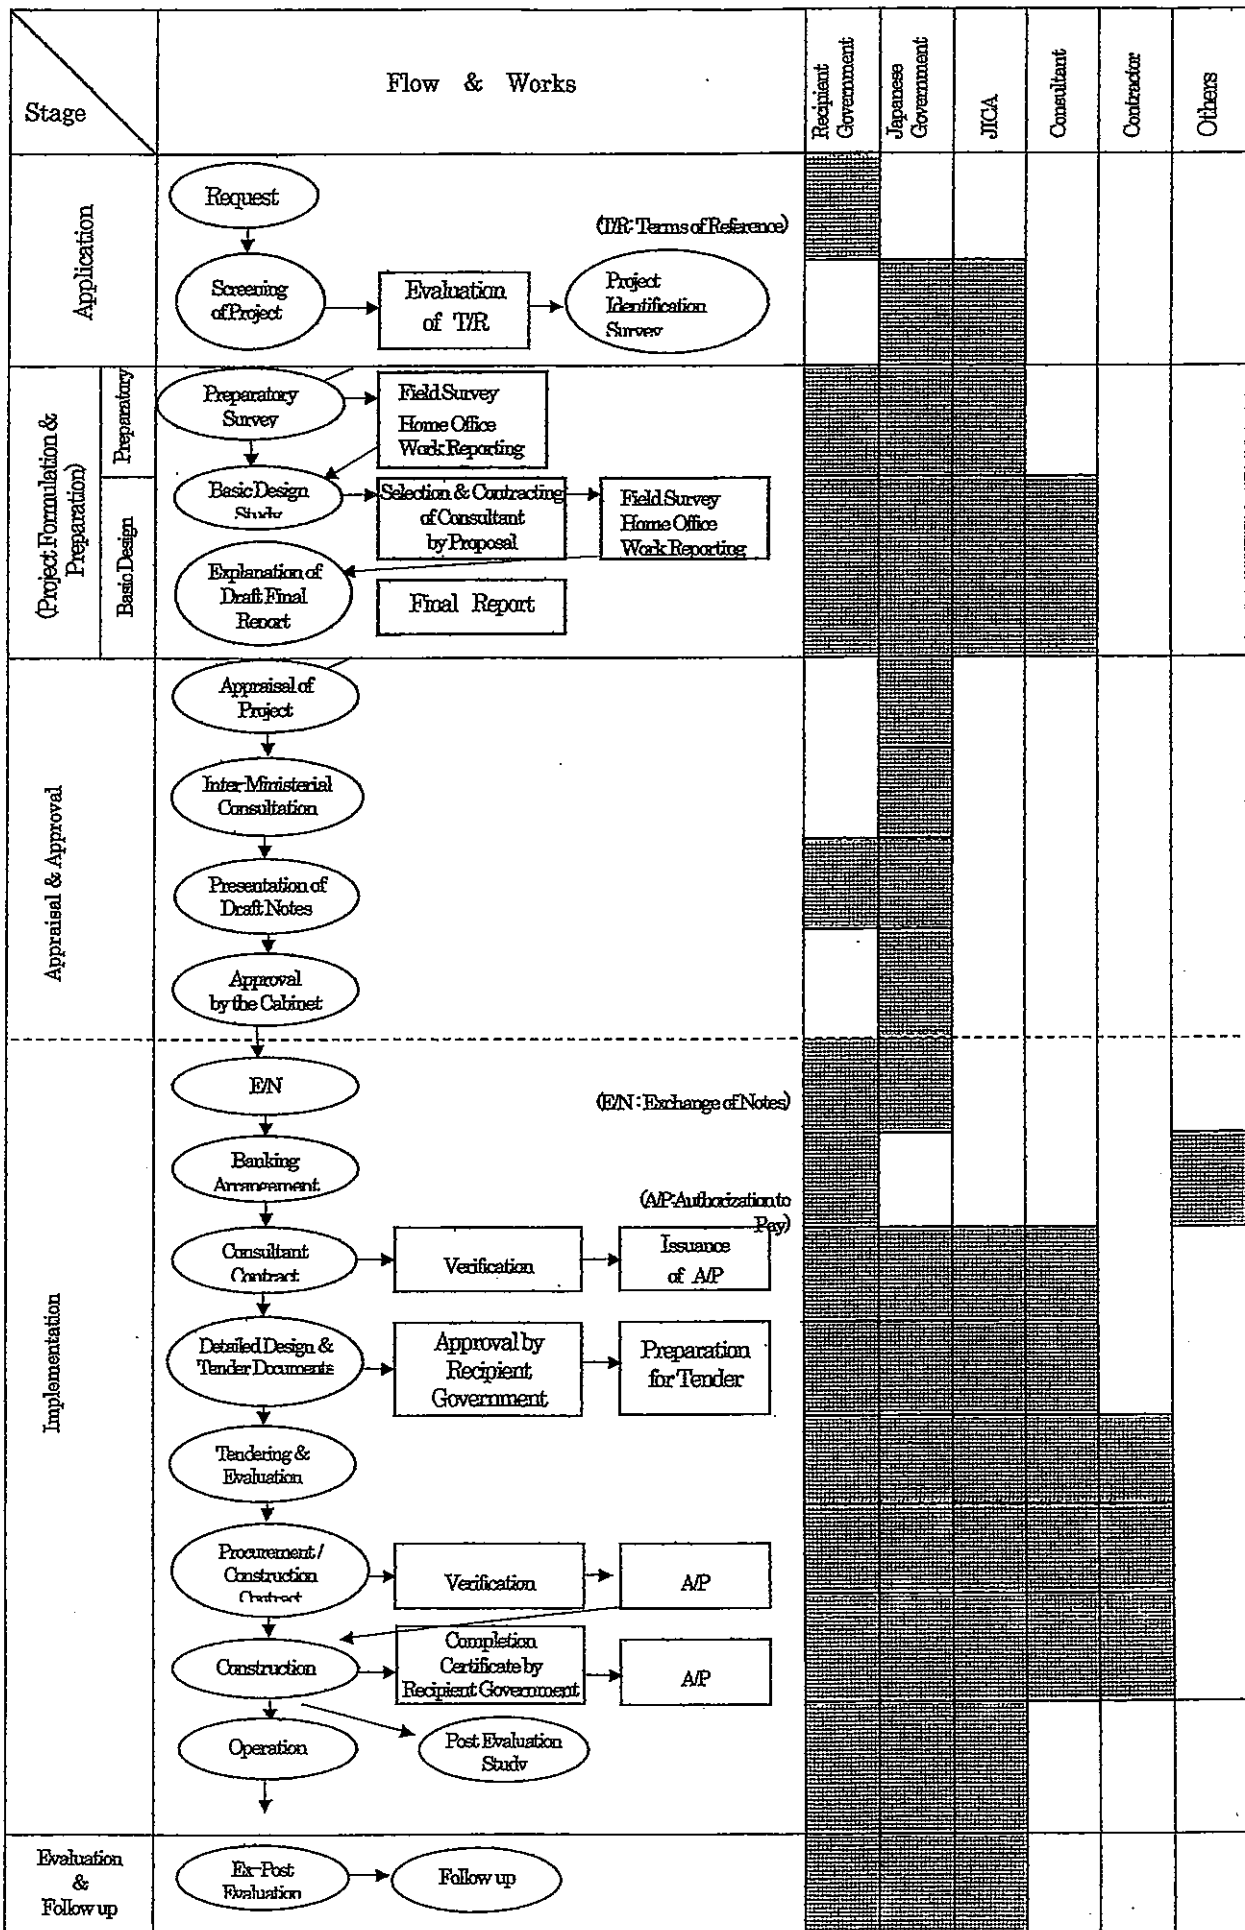 Stage
Flow & Works
Recipient
Government
Japanese
Government
JICA
Consultant
Contractor
Others
Application
Request
(T/R: Terms of Reference)
Screening
of Project
Evaluation
of T/R
Project
Identification
Survey
(Project Formulation &
Preparation)
Preparatory
Preparatory
Survey
Field Survey
Home Office
Work Reporting
Basic Design
Basic Design
Study
Selection & Contracting
of Consultant
by Proposal
Field Survey
Home Office
Work Reporting
Explanation of
Draft Final
Report
Final Report
Appraisal & Approval
Appraisal of
Project
Inter-Ministerial
Consultation
Presentation of
Draft Notes
Approval
by the Cabinet
Implementation
E/N
(E/N : Exchange of Notes)
Banking
Arrangement
(A/P:Authorization to
Pay)
Consultant
Contract
Verification
Issuance
of A/P
Detailed Design &
Tender Documents
Approval by
Recipient
Government
Preparation
for Tender
Tendering &
Evaluation
Procurement /
Construction
Contract
Verification
A/P
Construction
Completion
Certificate by
Recipient Government
A/P
Operation
Post Evaluation
Study
Evaluation
&
Follow up
Ex-Post
Evaluation
Follow up